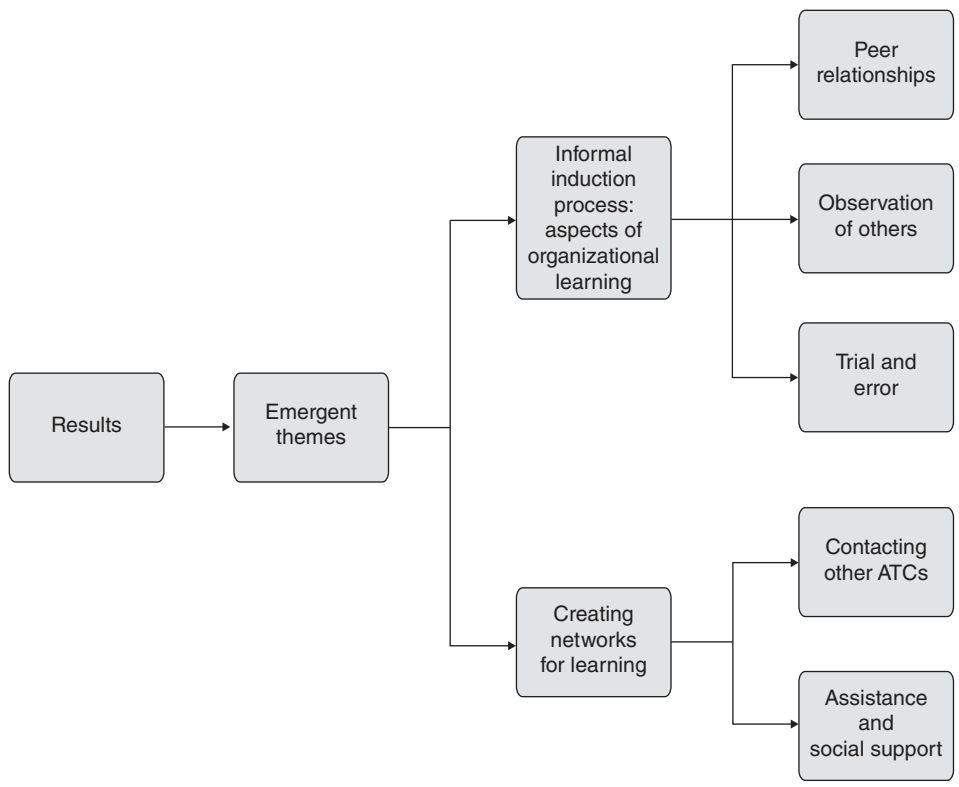 Results
Emergent
themes
Informal
induction
process:
aspects of
organizational
learning
Peer
relationships
Observation
of others
Trial and
error
Creating
networks
for learning
Contacting
other ATCs
Assistance
and
social support